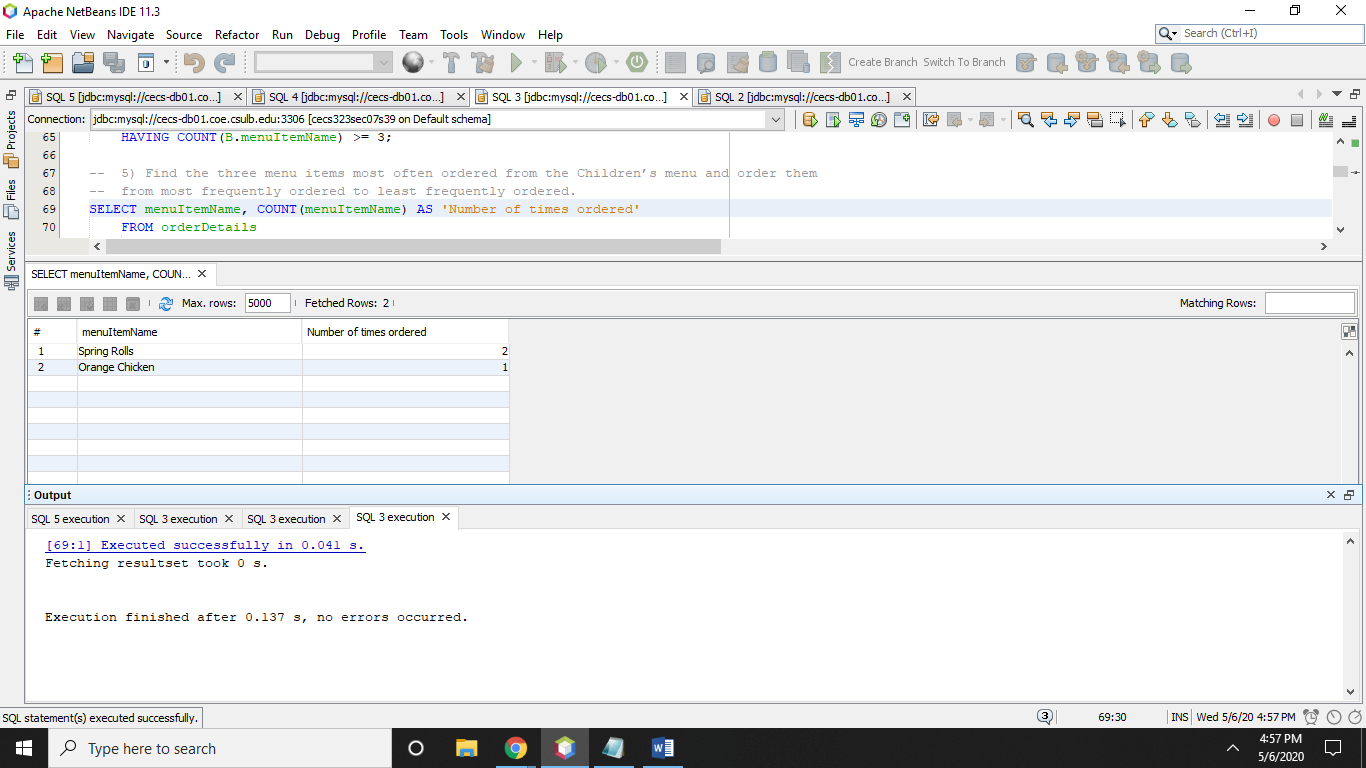 Apache NetBeans IDE 11.3
File Edit View Navigate Source Refactor Run Debug Profile Team Tools Window Help
Search (Ctrl+I)
Create Branch Switch To Branch
SQL 5 [jdbc:mysql://cecs-db01.co...]
SQL 4 [jdbc:mysql://cecs-db01.co...]
SQL 3 [jdbc:mysql://cecs-db01.co...]
SQL 2 [jdbc:mysql://cecs-db01.co...]
Projects
Files
Services
Connection: jdbc:mysql://cecs-db01.coe.csulb.edu:3306 [cecs323sec07s39 on Default schema]
65 HAVING COUNT(B.menuItemName) >= 3;
66
67 -- 5) Find the three menu items most often ordered from the Children’s menu and order them
68 -- from most frequently ordered to least frequently ordered.
69 SELECT menuItemName, COUNT(menuItemName) AS 'Number of times ordered'
70 FROM orderDetails
SELECT menuItemName, COUN...
Max. rows: 5000 Fetched Rows: 2 Matching Rows:
# menuItemName Number of times ordered
1 Spring Rolls 2
2 Orange Chicken 1
Output
SQL 5 execution SQL 3 execution SQL 3 execution SQL 3 execution
[69:1] Executed successfully in 0.041 s.
Fetching resultset took 0 s.
Execution finished after 0.137 s, no errors occurred.
SQL statement(s) executed successfully.
3 69:30 INS Wed 5/6/20 4:57 PM
Type here to search
4:57 PM
5/6/2020